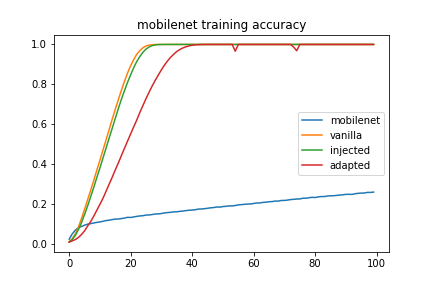 mobilenet training accuracy
1.0
0.8
0.6
0.4
0.2
0.0
mobilenet
vanilla
injected
adapted
0 20 40 60 80 100